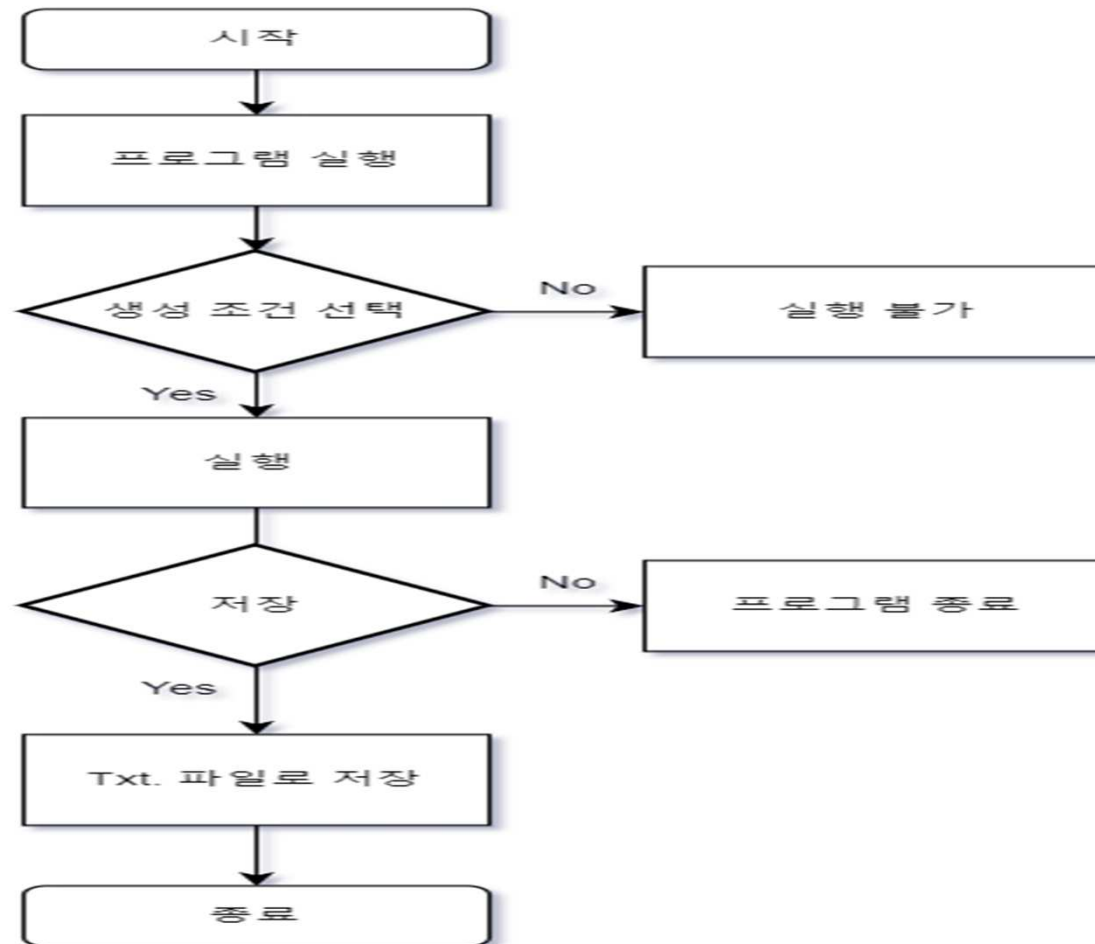 시작
프로그램 실행
생성 조건 선택
No
실행 불가
Yes
실행
저장
No
프로그램 종료
Yes
Txt. 파일로 저장
종료